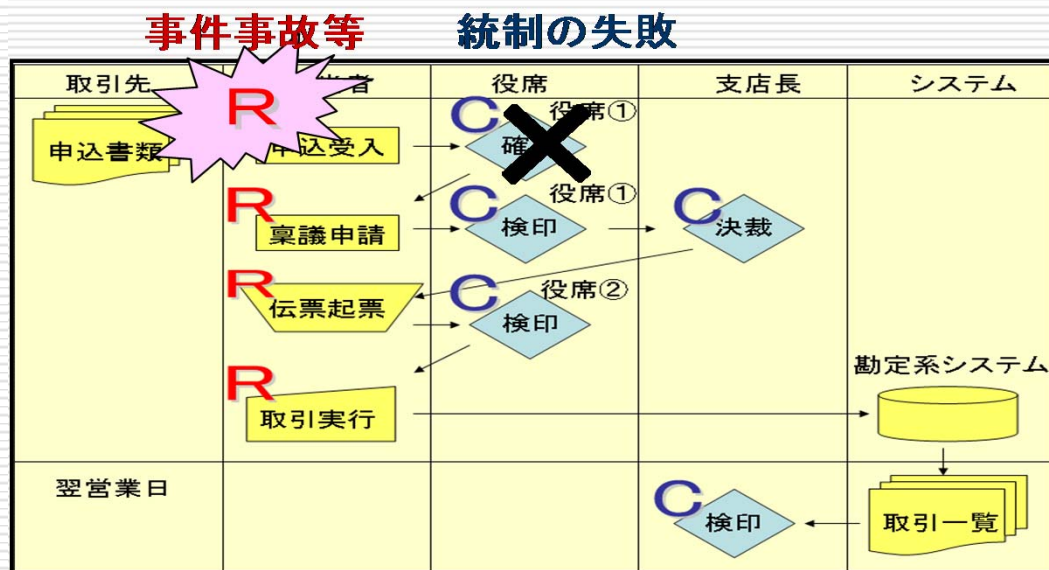 事件事故等 統制の失敗
取引先 者 役席 支店長 システム
R
申込書類
申込受入
C
役席①
確
R
稟議申請
C
役席①
検印
C
決裁
R
伝票起票
C
役席②
検印
R
取引実行
勘定系システム
翌営業日
C
検印
取引一覧